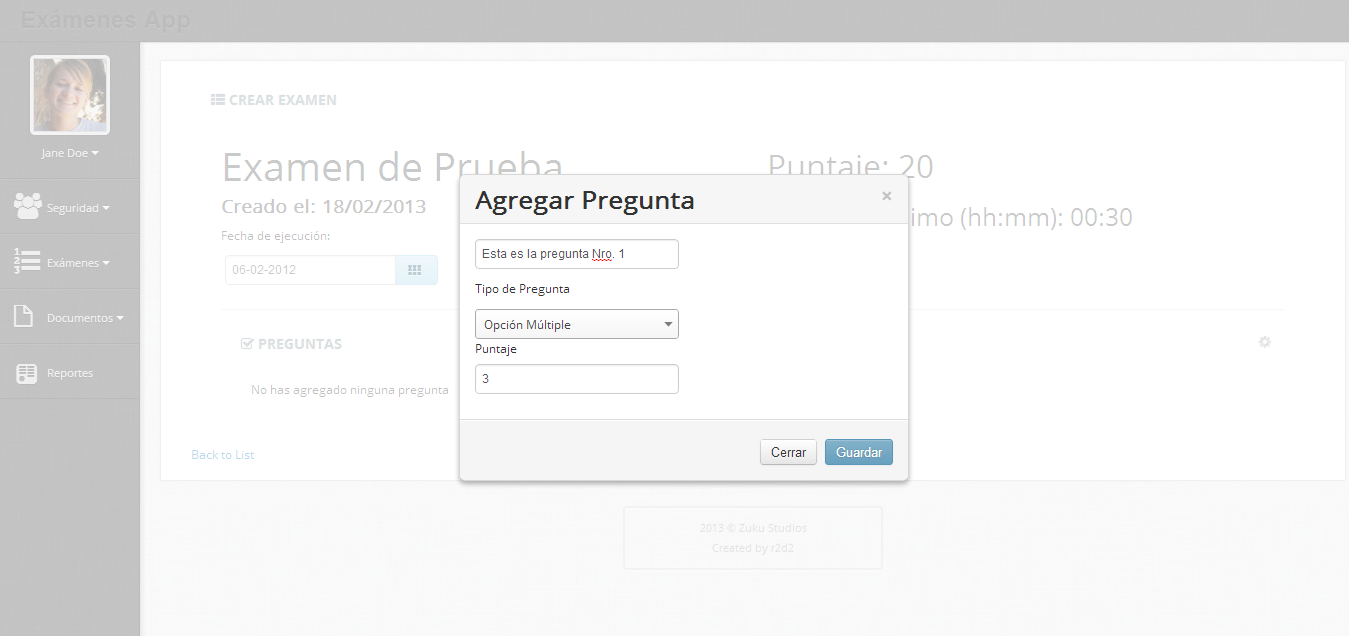 Exámenes App
Jane Doe
Seguridad
Exámenes
Documentos
Reportes
CREAR EXAMEN
Examen de Prueba
Puntaje: 20
Creado el: 18/02/2013
imo (hh:mm): 00:30
Fecha de ejecución:
06-02-2012
PREGUNTAS
No has agregado ninguna pregunta
Back to List
Agregar Pregunta
×
Esta es la pregunta Nro. 1
Tipo de Pregunta
Opción Múltiple
Puntaje
3
Cerrar
Guardar
2013 © Zuku Studios
Created by r2d2